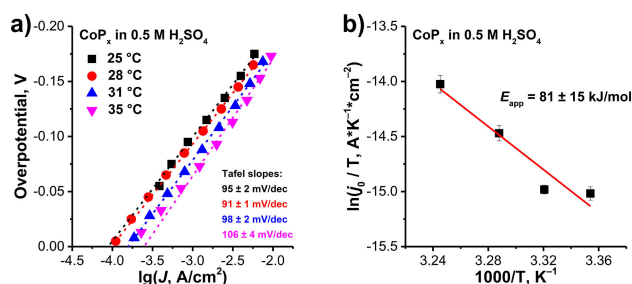 a)
CoPₓ in 0.5 M H₂SO₄
25 °C
28 °C
31 °C
35 °C
Tafel slopes:
95 ± 2 mV/dec
91 ± 1 mV/dec
98 ± 2 mV/dec
106 ± 4 mV/dec
Overpotential, V
-0.20
-0.15
-0.10
-0.05
0.00
-4.5 -4.0 -3.5 -3.0 -2.5 -2.0 -1.5
lg(J, A/cm²)
b)
CoPₓ in 0.5 M H₂SO₄
Eapp = 81 ± 15 kJ/mol
ln(j₀ / T, A*K⁻¹*cm⁻²)
-13.5
-14.0
-14.5
-15.0
-15.5
3.24 3.28 3.32 3.36
1000/T, K⁻¹